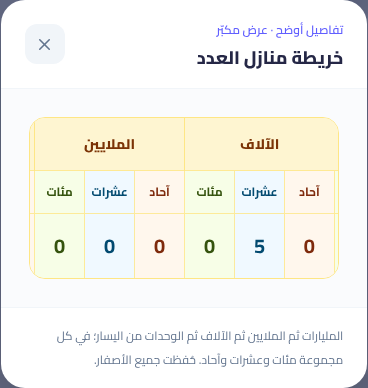 تفاصيل أوضح · عرض مكبّر
خريطة منازل العدد
الآلاف الملايين
آحاد عشرات مئات آحاد عشرات مئات
0 5 0 0 0 0
المليارات ثم الملايين ثم الآلاف ثم الوحدات من اليسار؛ في كل
مجموعة مئات وعشرات وآحاد. حُفظت جميع الأصفار.